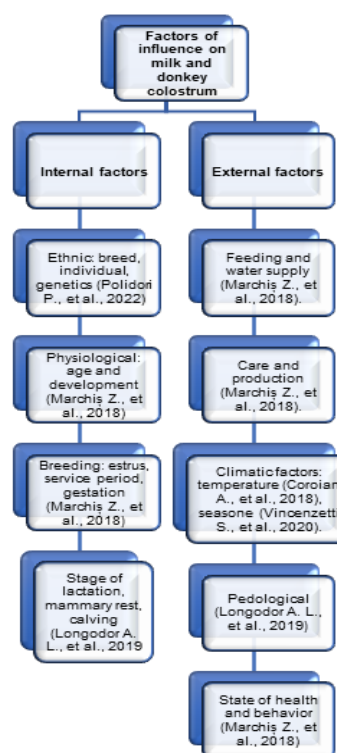 Factors of
influence on
milk and
donkey
colostrum
Internal factors
Ethnic: breed,
individual,
genetics (Polidori
P., et al., 2022)
Physiological:
age and
development
(Marchiș Z., et
al., 2018)
Breeding: estrus,
service period,
gestation
(Marchiș Z., et
al., 2018)
Stage of
lactation,
mammary rest,
calving
(Longodor A.
L., et al., 2019
External factors
Feeding and
water supply
(Marchiș Z., et
al., 2018).
Care and
production
(Marchiș Z., et
al., 2018).
Climatic factors:
temperature (Coroian
A., et al., 2018),
seasone (Vincenzetti
S., et al., 2020).
Pedological
(Longodor A. L.,
et al., 2019)
State of health
and behavior
(Marchiș Z., et
al., 2018)